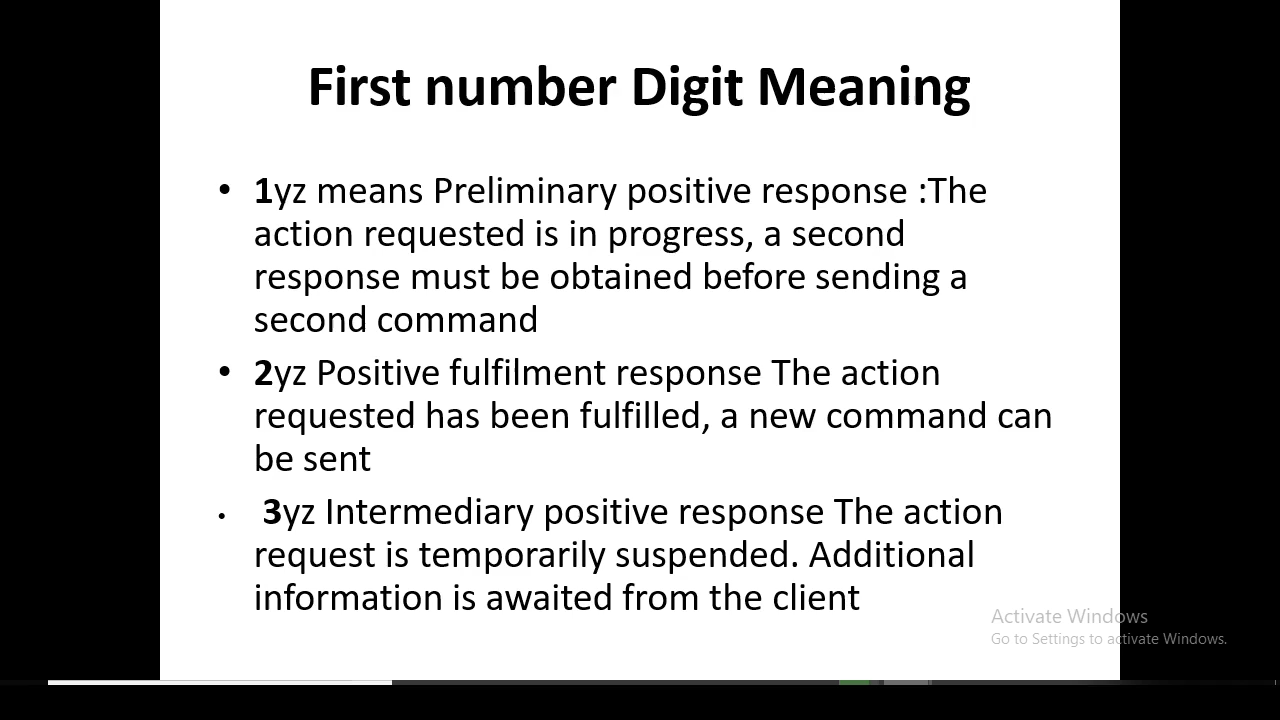 First number Digit Meaning
• 1yz means Preliminary positive response :The
action requested is in progress, a second
response must be obtained before sending a
second command
• 2yz Positive fulfilment response The action
requested has been fulfilled, a new command can
be sent
• 3yz Intermediary positive response The action
request is temporarily suspended. Additional
information is awaited from the client
Activate Windows
Go to Settings to activate Windows.